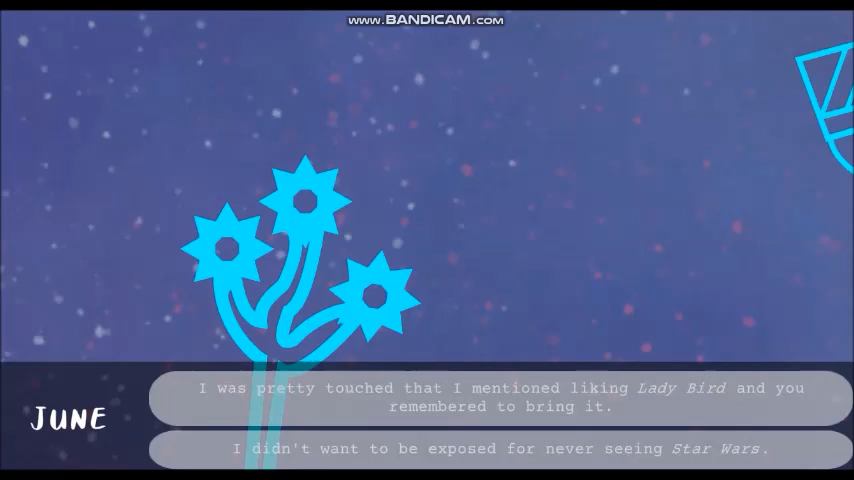 www.BANDICAM.com
I was pretty touched that I mentioned liking Lady Bird and you
remembered to bring it.
JUNE
I didn't want to be exposed for never seeing Star Wars.